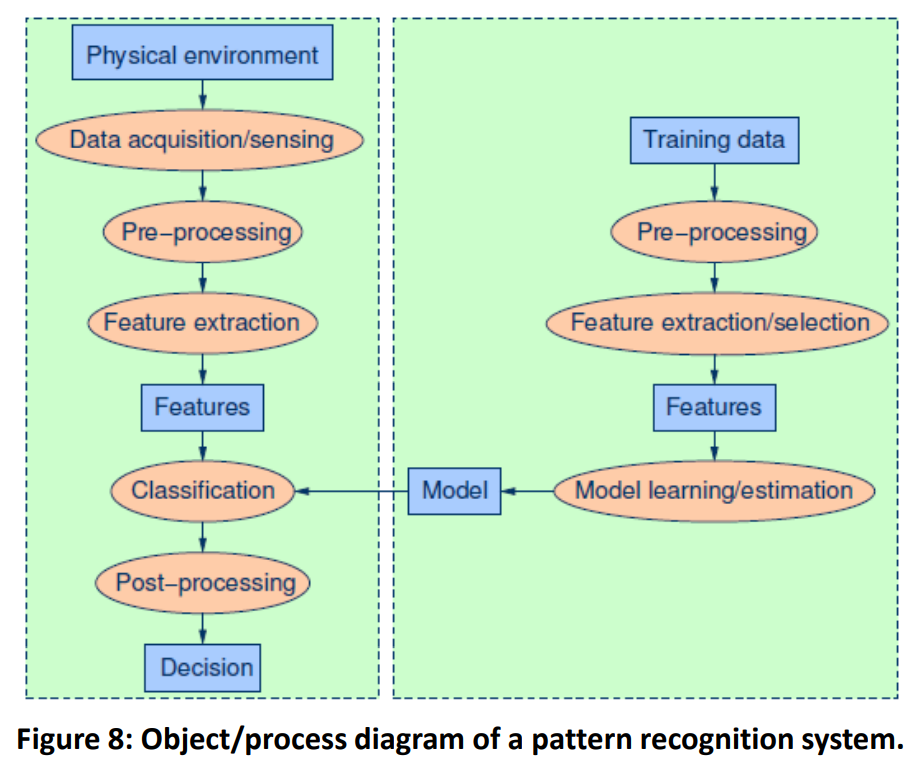 Physical environment
Data acquisition/sensing
Pre−processing
Feature extraction
Features
Classification
Post−processing
Decision
Training data
Pre−processing
Feature extraction/selection
Features
Model learning/estimation
Model
Figure 8: Object/process diagram of a pattern recognition system.